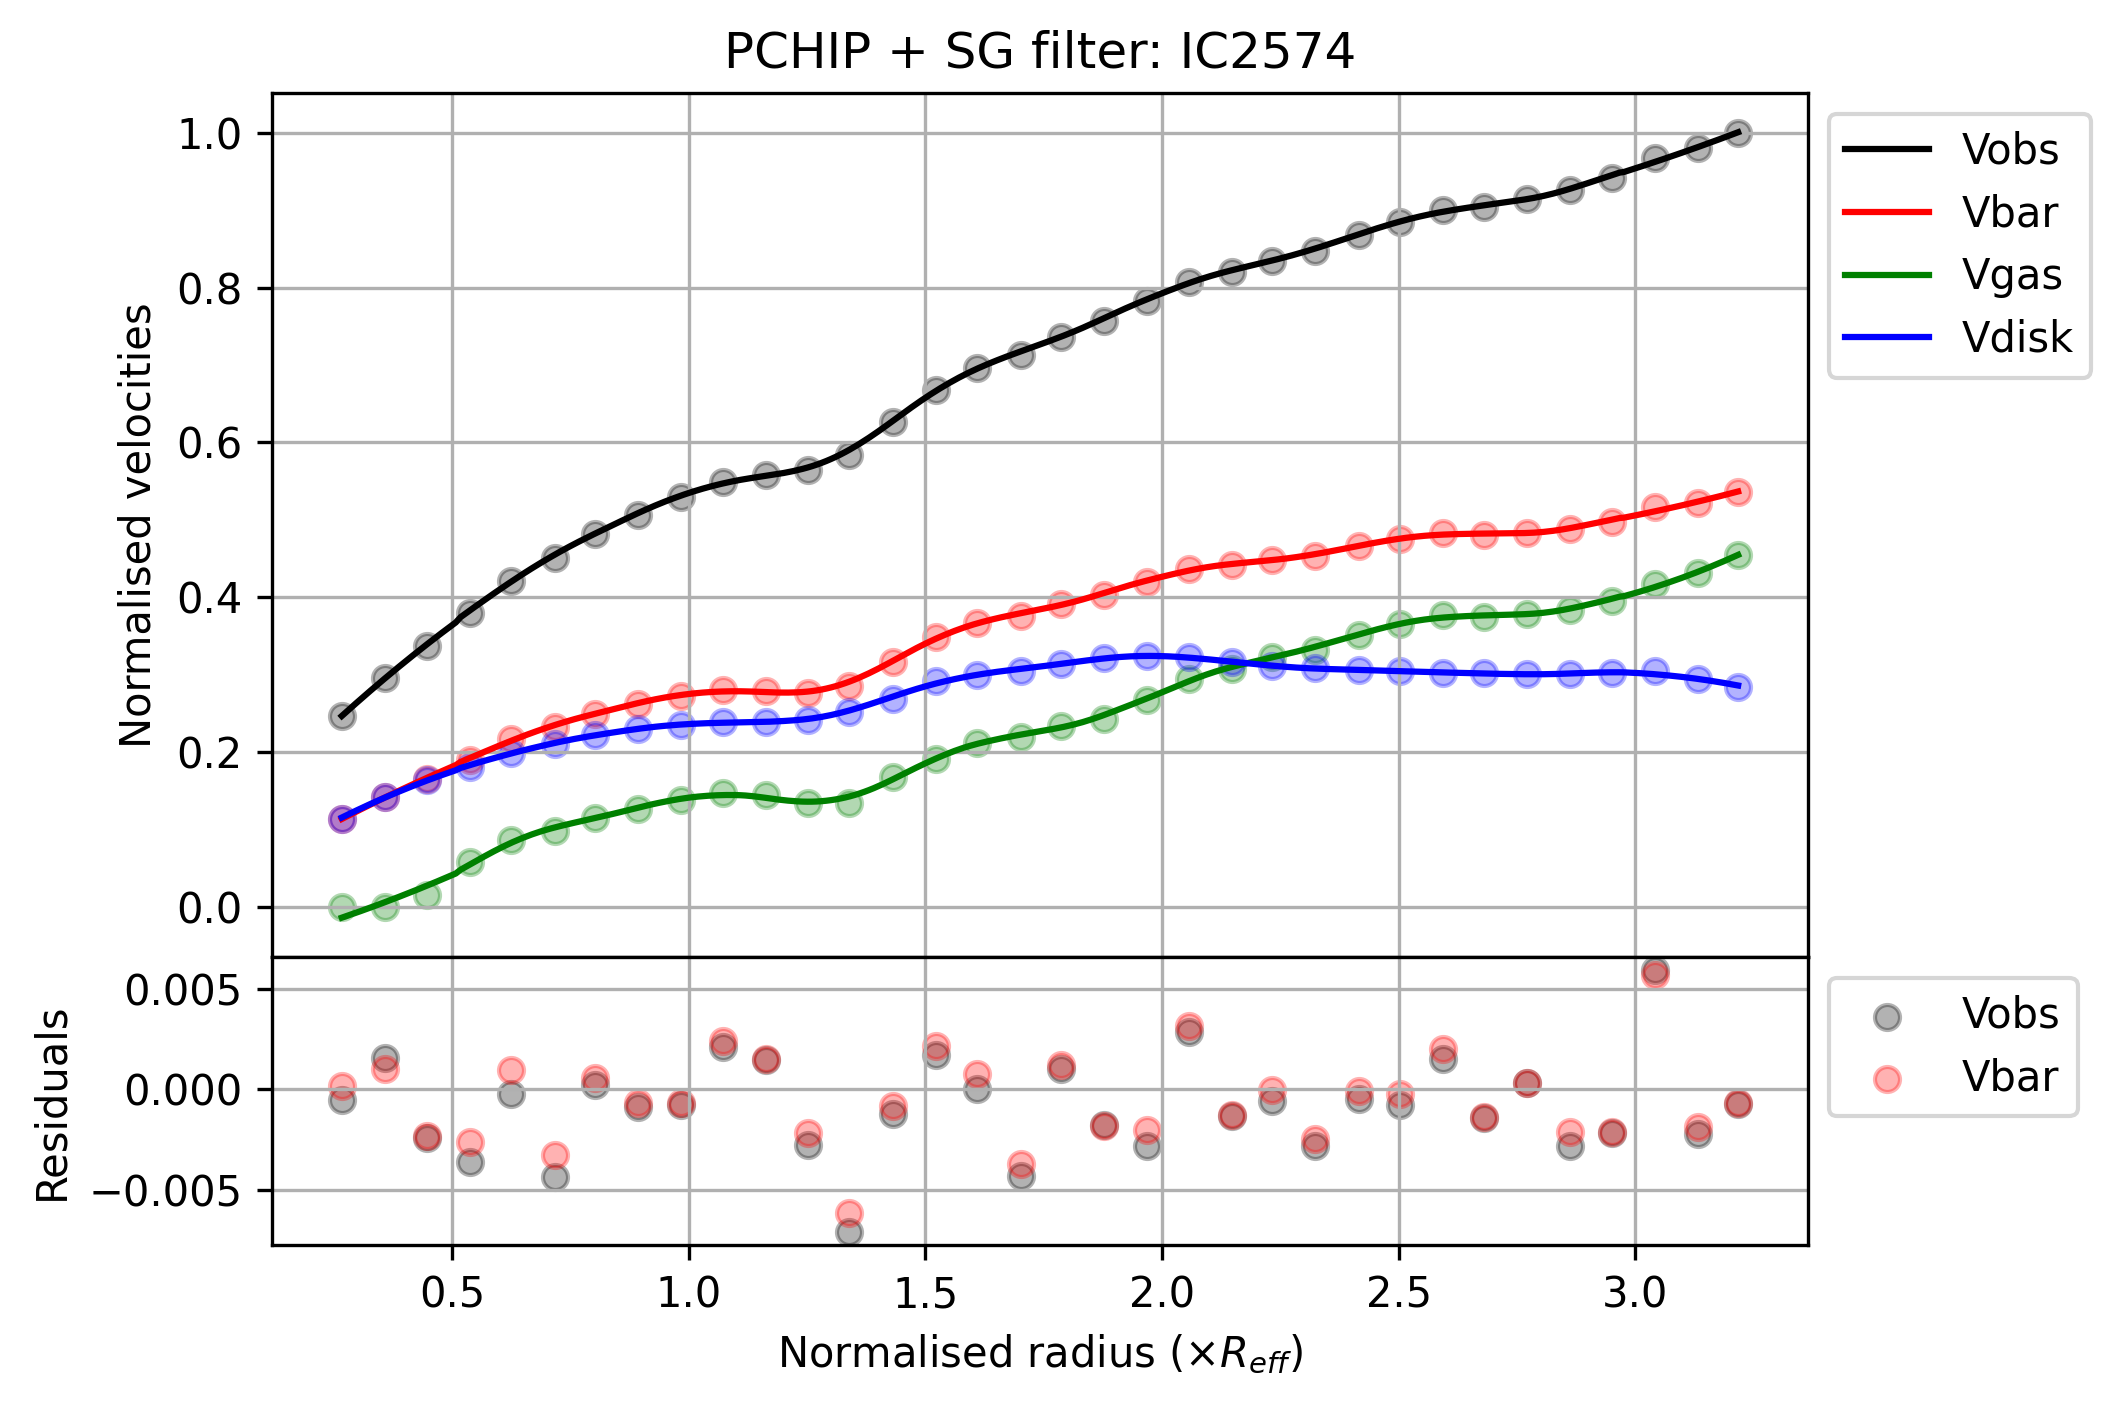 PCHIP + SG filter: IC2574
Normalised velocities
1.0
0.8
0.6
0.4
0.2
0.0
Vobs
Vbar
Vgas
Vdisk
Residuals
0.005
0.000
−0.005
Vobs
Vbar
0.5 1.0 1.5 2.0 2.5 3.0
Normalised radius (×R_{eff})